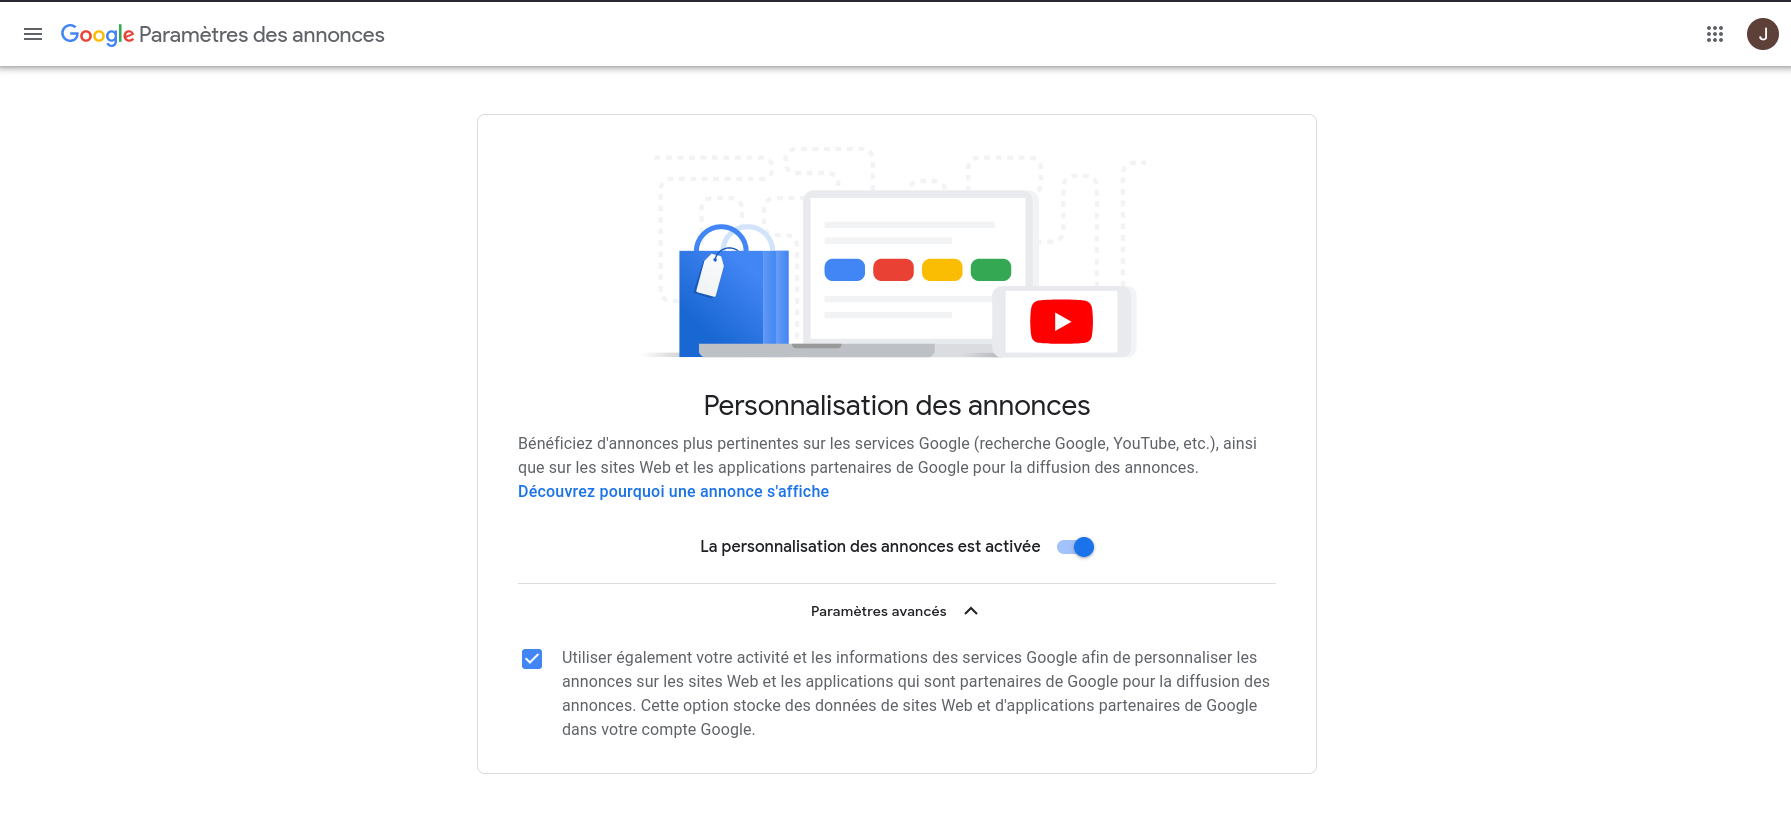 Google Paramètres des annonces
J
Personnalisation des annonces
Bénéficiez d'annonces plus pertinentes sur les services Google (recherche Google, YouTube, etc.), ainsi
que sur les sites Web et les applications partenaires de Google pour la diffusion des annonces.
Découvrez pourquoi une annonce s'affiche
La personnalisation des annonces est activée
Paramètres avancés
Utiliser également votre activité et les informations des services Google afin de personnaliser les
annonces sur les sites Web et les applications qui sont partenaires de Google pour la diffusion des
annonces. Cette option stocke des données de sites Web et d'applications partenaires de Google
dans votre compte Google.